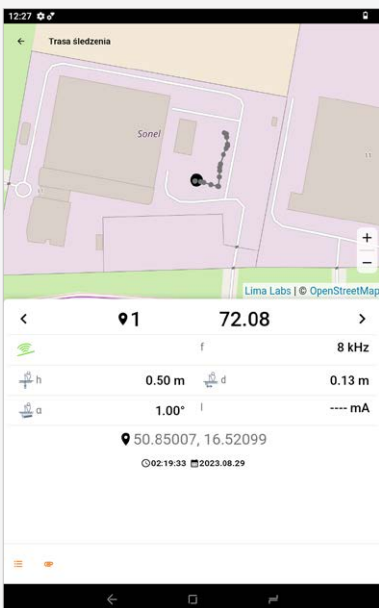 12:27
Trasa śledzenia
Sonel
+
−
Lima Labs | © OpenStreetMap
1 72.08
f 8 kHz
h 0.50 m d 0.13 m
α 1.00° I ---- mA
50.85007, 16.52099
02:19:33 2023.08.29